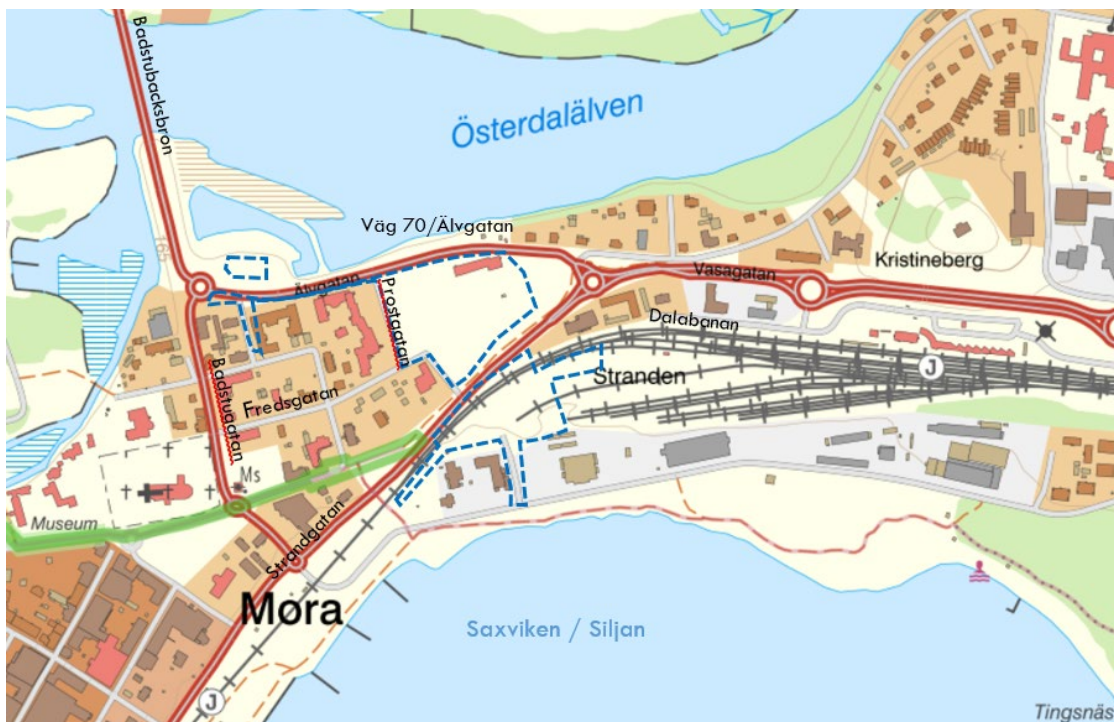 Badstubacksbron
Österdalälven
Väg 70/Älvgatan
165
Älvgatan
Prostgatan
Vasagatan
Kristineberg
Dalabanan
J
Stranden
Badstugatan
Fredsgatan
Ms
Museum
Strandgatan
Mora
Saxviken / Siljan
J
Tingsnäs